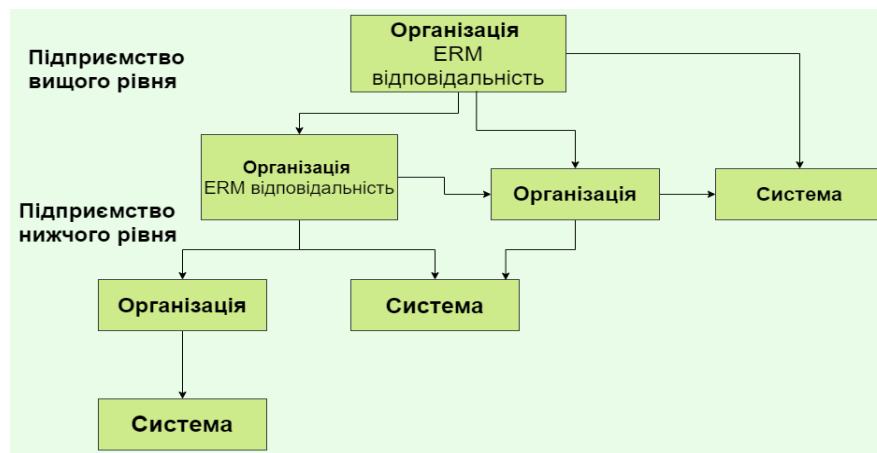 Організація
ERM
відповідальність
Підприємство
вищого рівня
Організація
ERM відповідальність
Організація
Система
Підприємство
нижчого рівня
Організація
Система
Система